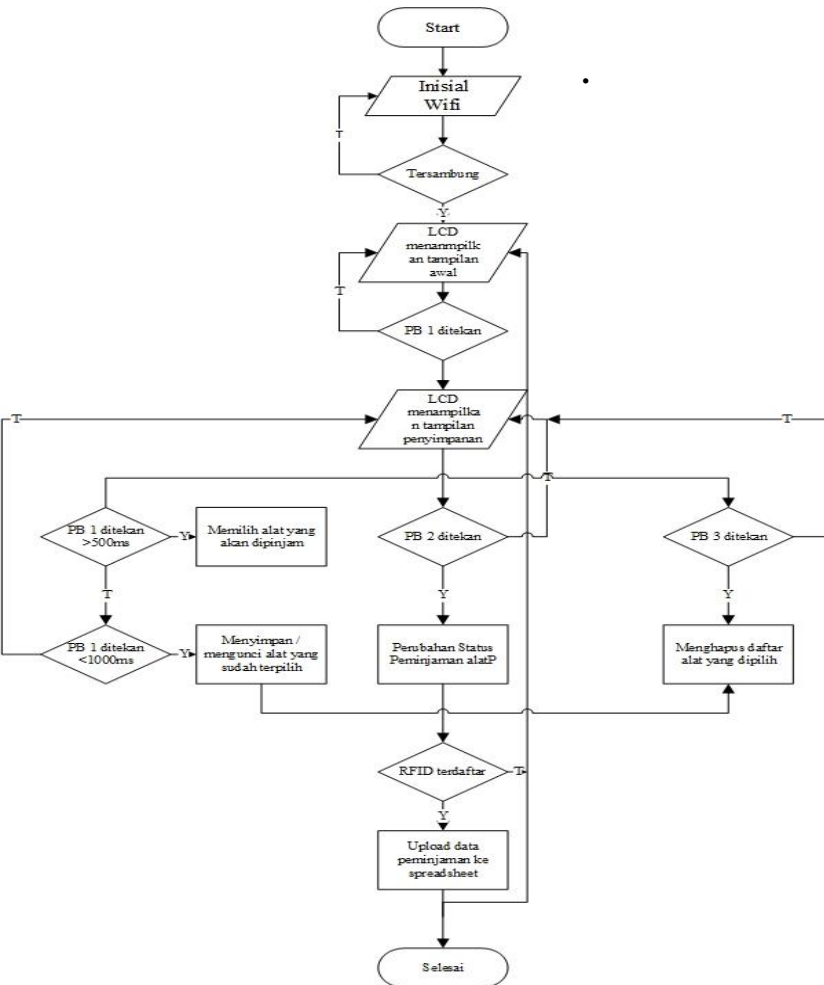 Start
Inisial
Wifi
T
Tersambung
Y
LCD
menanmpilk
an tampilan
awal
T
PB 1 ditekan
LCD
menampilka
n tampilan
penyimpanan
T
T
T
PB 1 ditekan
>500ms
Y
Memilih alat yang
akan dipinjam
PB 2 ditekan
PB 3 ditekan
T
Y
Y
PB 1 ditekan
<1000ms
Y
Menyimpan /
mengunci alat yang
sudah terpilih
Perubahan Status
Peminjaman alatP
Menghapus daftar
alat yang dipilih
RFID terdaftar
T
Y
Upload data
peminjaman ke
spreadsheet
Selesai